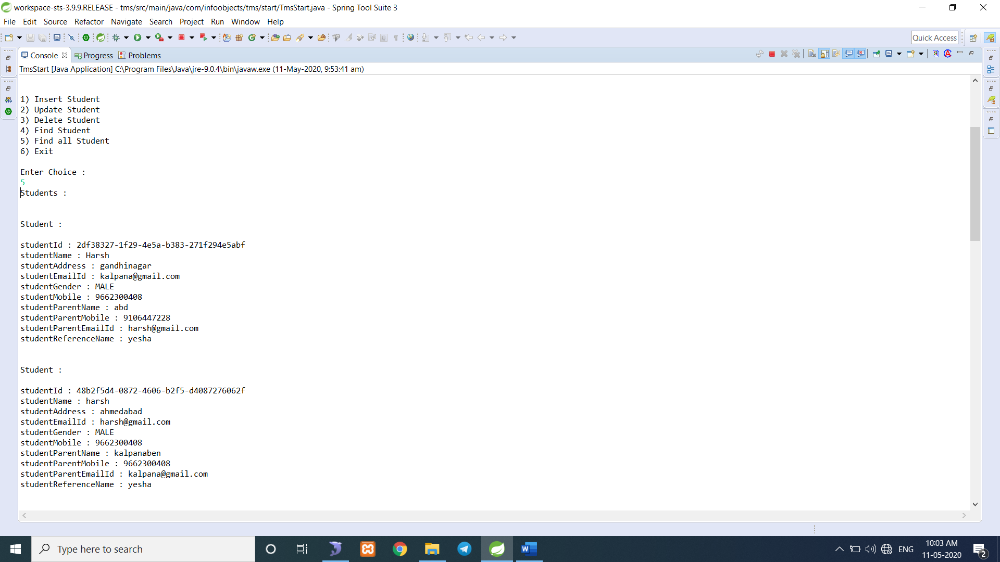 workspace-sts-3.9.9.RELEASE - tms/src/main/java/com/infoobjects/tms/start/TmsStart.java - Spring Tool Suite 3
File Edit Source Refactor Navigate Search Project Run Window Help
Quick Access
Console Progress Problems
TmsStart [Java Application] C:\Program Files\Java\jre-9.0.4\bin\javaw.exe (11-May-2020, 9:53:41 am)
1) Insert Student
2) Update Student
3) Delete Student
4) Find Student
5) Find all Student
6) Exit
Enter Choice :
5
Students :
Student :
studentId : 2df38327-1f29-4e5a-b383-271f294e5abf
studentName : Harsh
studentAddress : gandhinagar
studentEmailId : kalpana@gmail.com
studentGender : MALE
studentMobile : 9662300408
studentParentName : abd
studentParentMobile : 9106447228
studentParentEmailId : harsh@gmail.com
studentReferenceName : yesha
Student :
studentId : 48b2f5d4-0872-4606-b2f5-d4087276062f
studentName : harsh
studentAddress : ahmedabad
studentEmailId : harsh@gmail.com
studentGender : MALE
studentMobile : 9662300408
studentParentName : kalpanaben
studentParentMobile : 9662300408
studentParentEmailId : kalpana@gmail.com
studentReferenceName : yesha
Type here to search
ENG
10:03 AM
11-05-2020
2